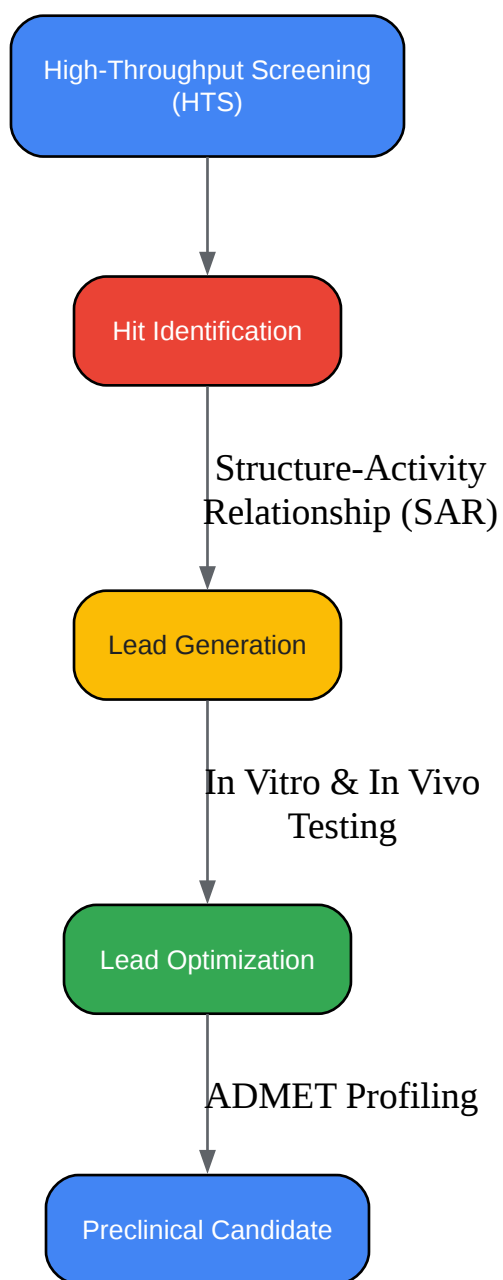 High-Throughput Screening
(HTS)
Hit Identification
Structure-Activity
Relationship (SAR)
Lead Generation
In Vitro & In Vivo
Testing
Lead Optimization
ADMET Profiling
Preclinical Candidate